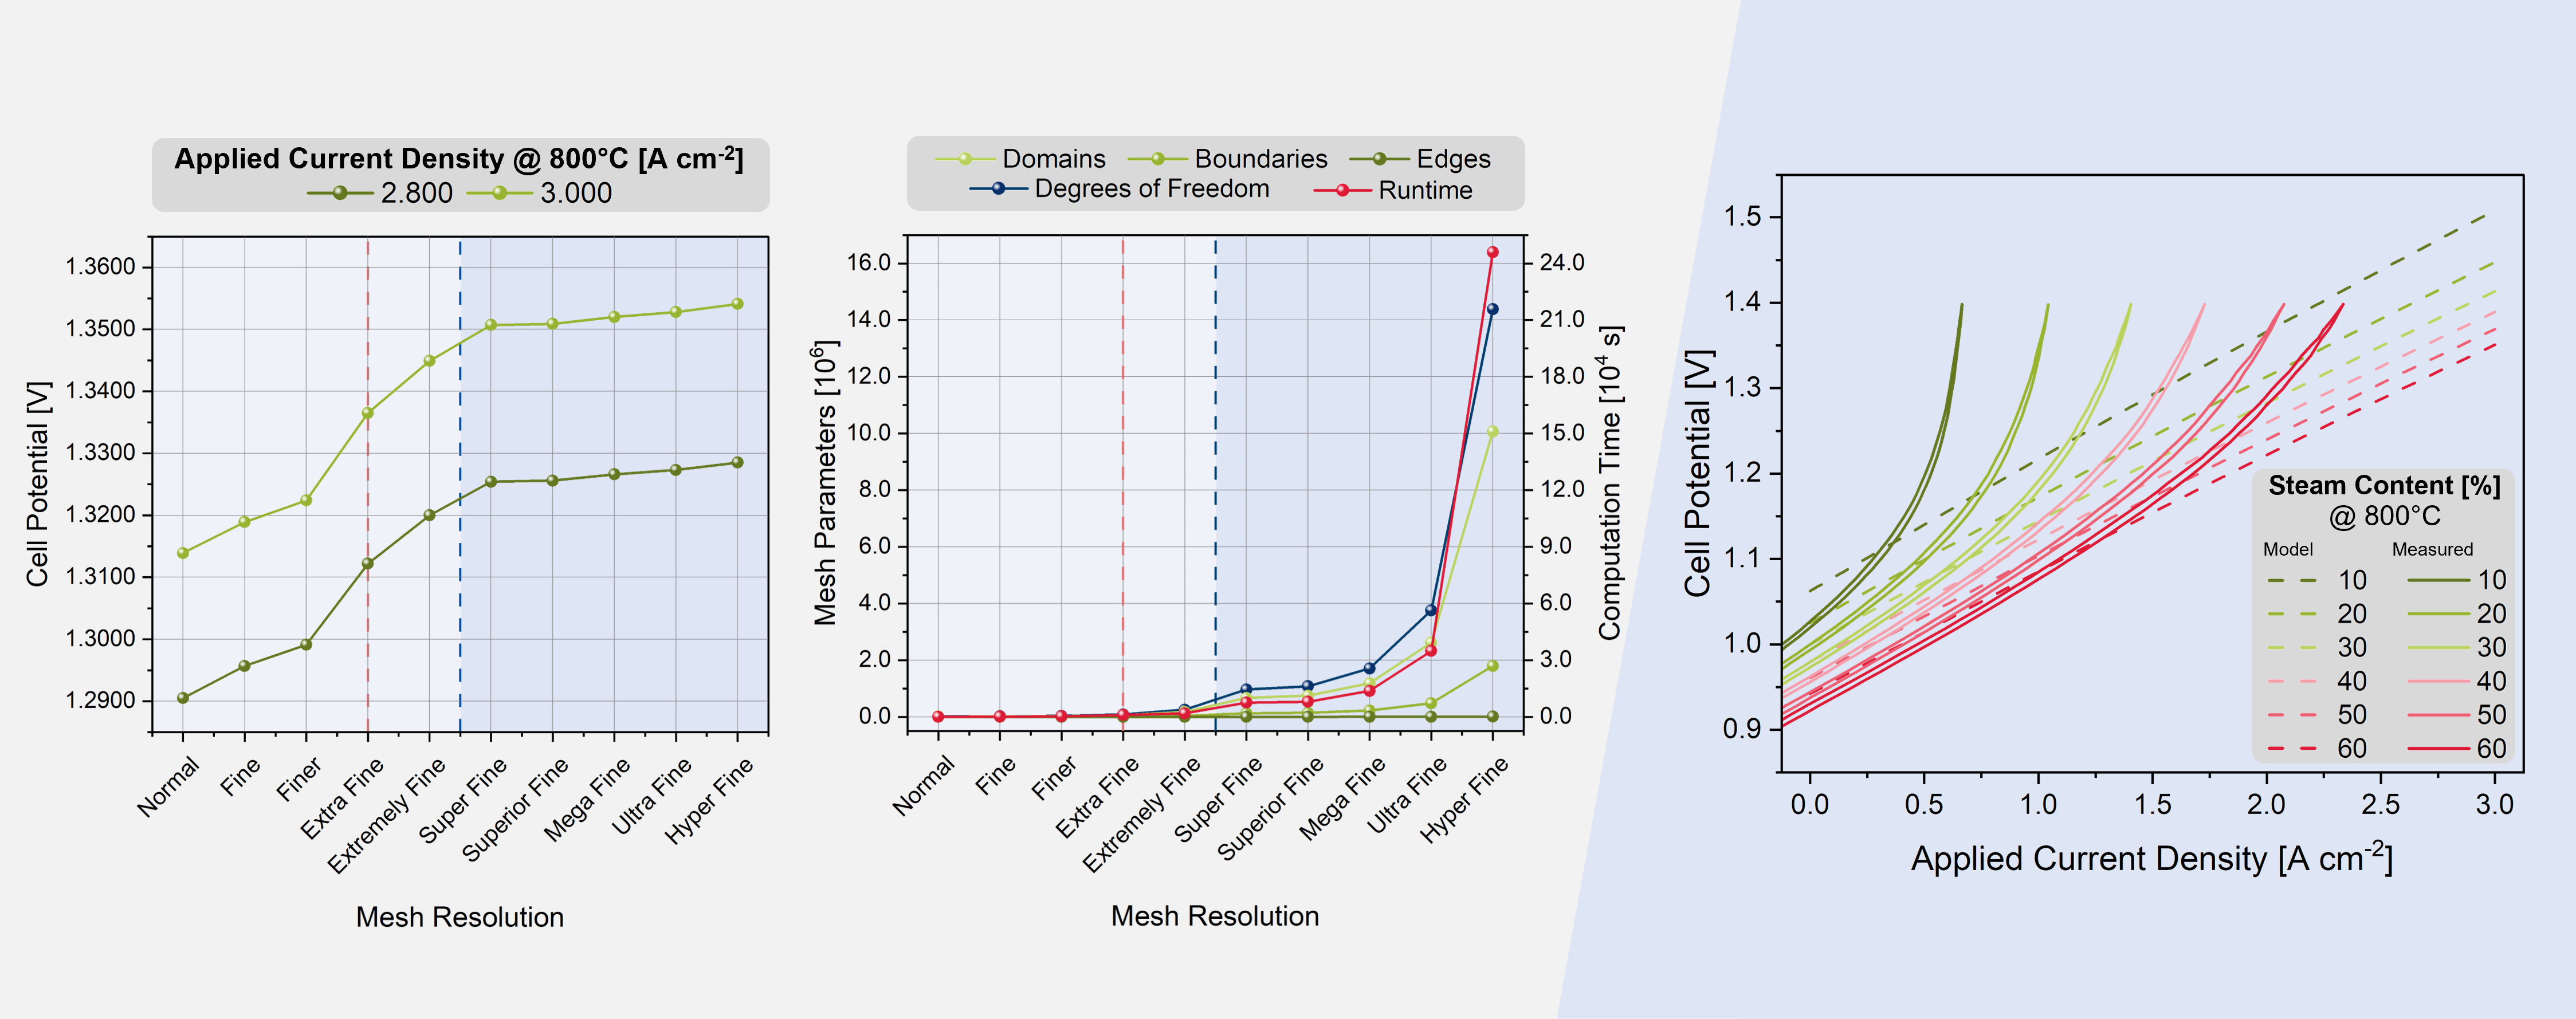 Applied Current Density @ 800°C [A cm-2]
2.800 3.000
Cell Potential [V]
1.3600
1.3500
1.3400
1.3300
1.3200
1.3100
1.3000
1.2900
Normal
Fine
Finer
Extra Fine
Extremely Fine
Super Fine
Superior Fine
Mega Fine
Ultra Fine
Hyper Fine
Mesh Resolution
Domains Boundaries Edges
Degrees of Freedom Runtime
Mesh Parameters [10^6]
16.0
14.0
12.0
10.0
8.0
6.0
4.0
2.0
0.0
24.0
21.0
18.0
15.0
12.0
9.0
6.0
3.0
0.0
Computation Time [10^4 s]
Normal
Fine
Finer
Extra Fine
Extremely Fine
Super Fine
Superior Fine
Mega Fine
Ultra Fine
Hyper Fine
Mesh Resolution
Cell Potential [V]
1.5
1.4
1.3
1.2
1.1
1.0
0.9
Steam Content [%]
@ 800°C
Model Measured
10 10
20 20
30 30
40 40
50 50
60 60
0.0 0.5 1.0 1.5 2.0 2.5 3.0
Applied Current Density [A cm-2]